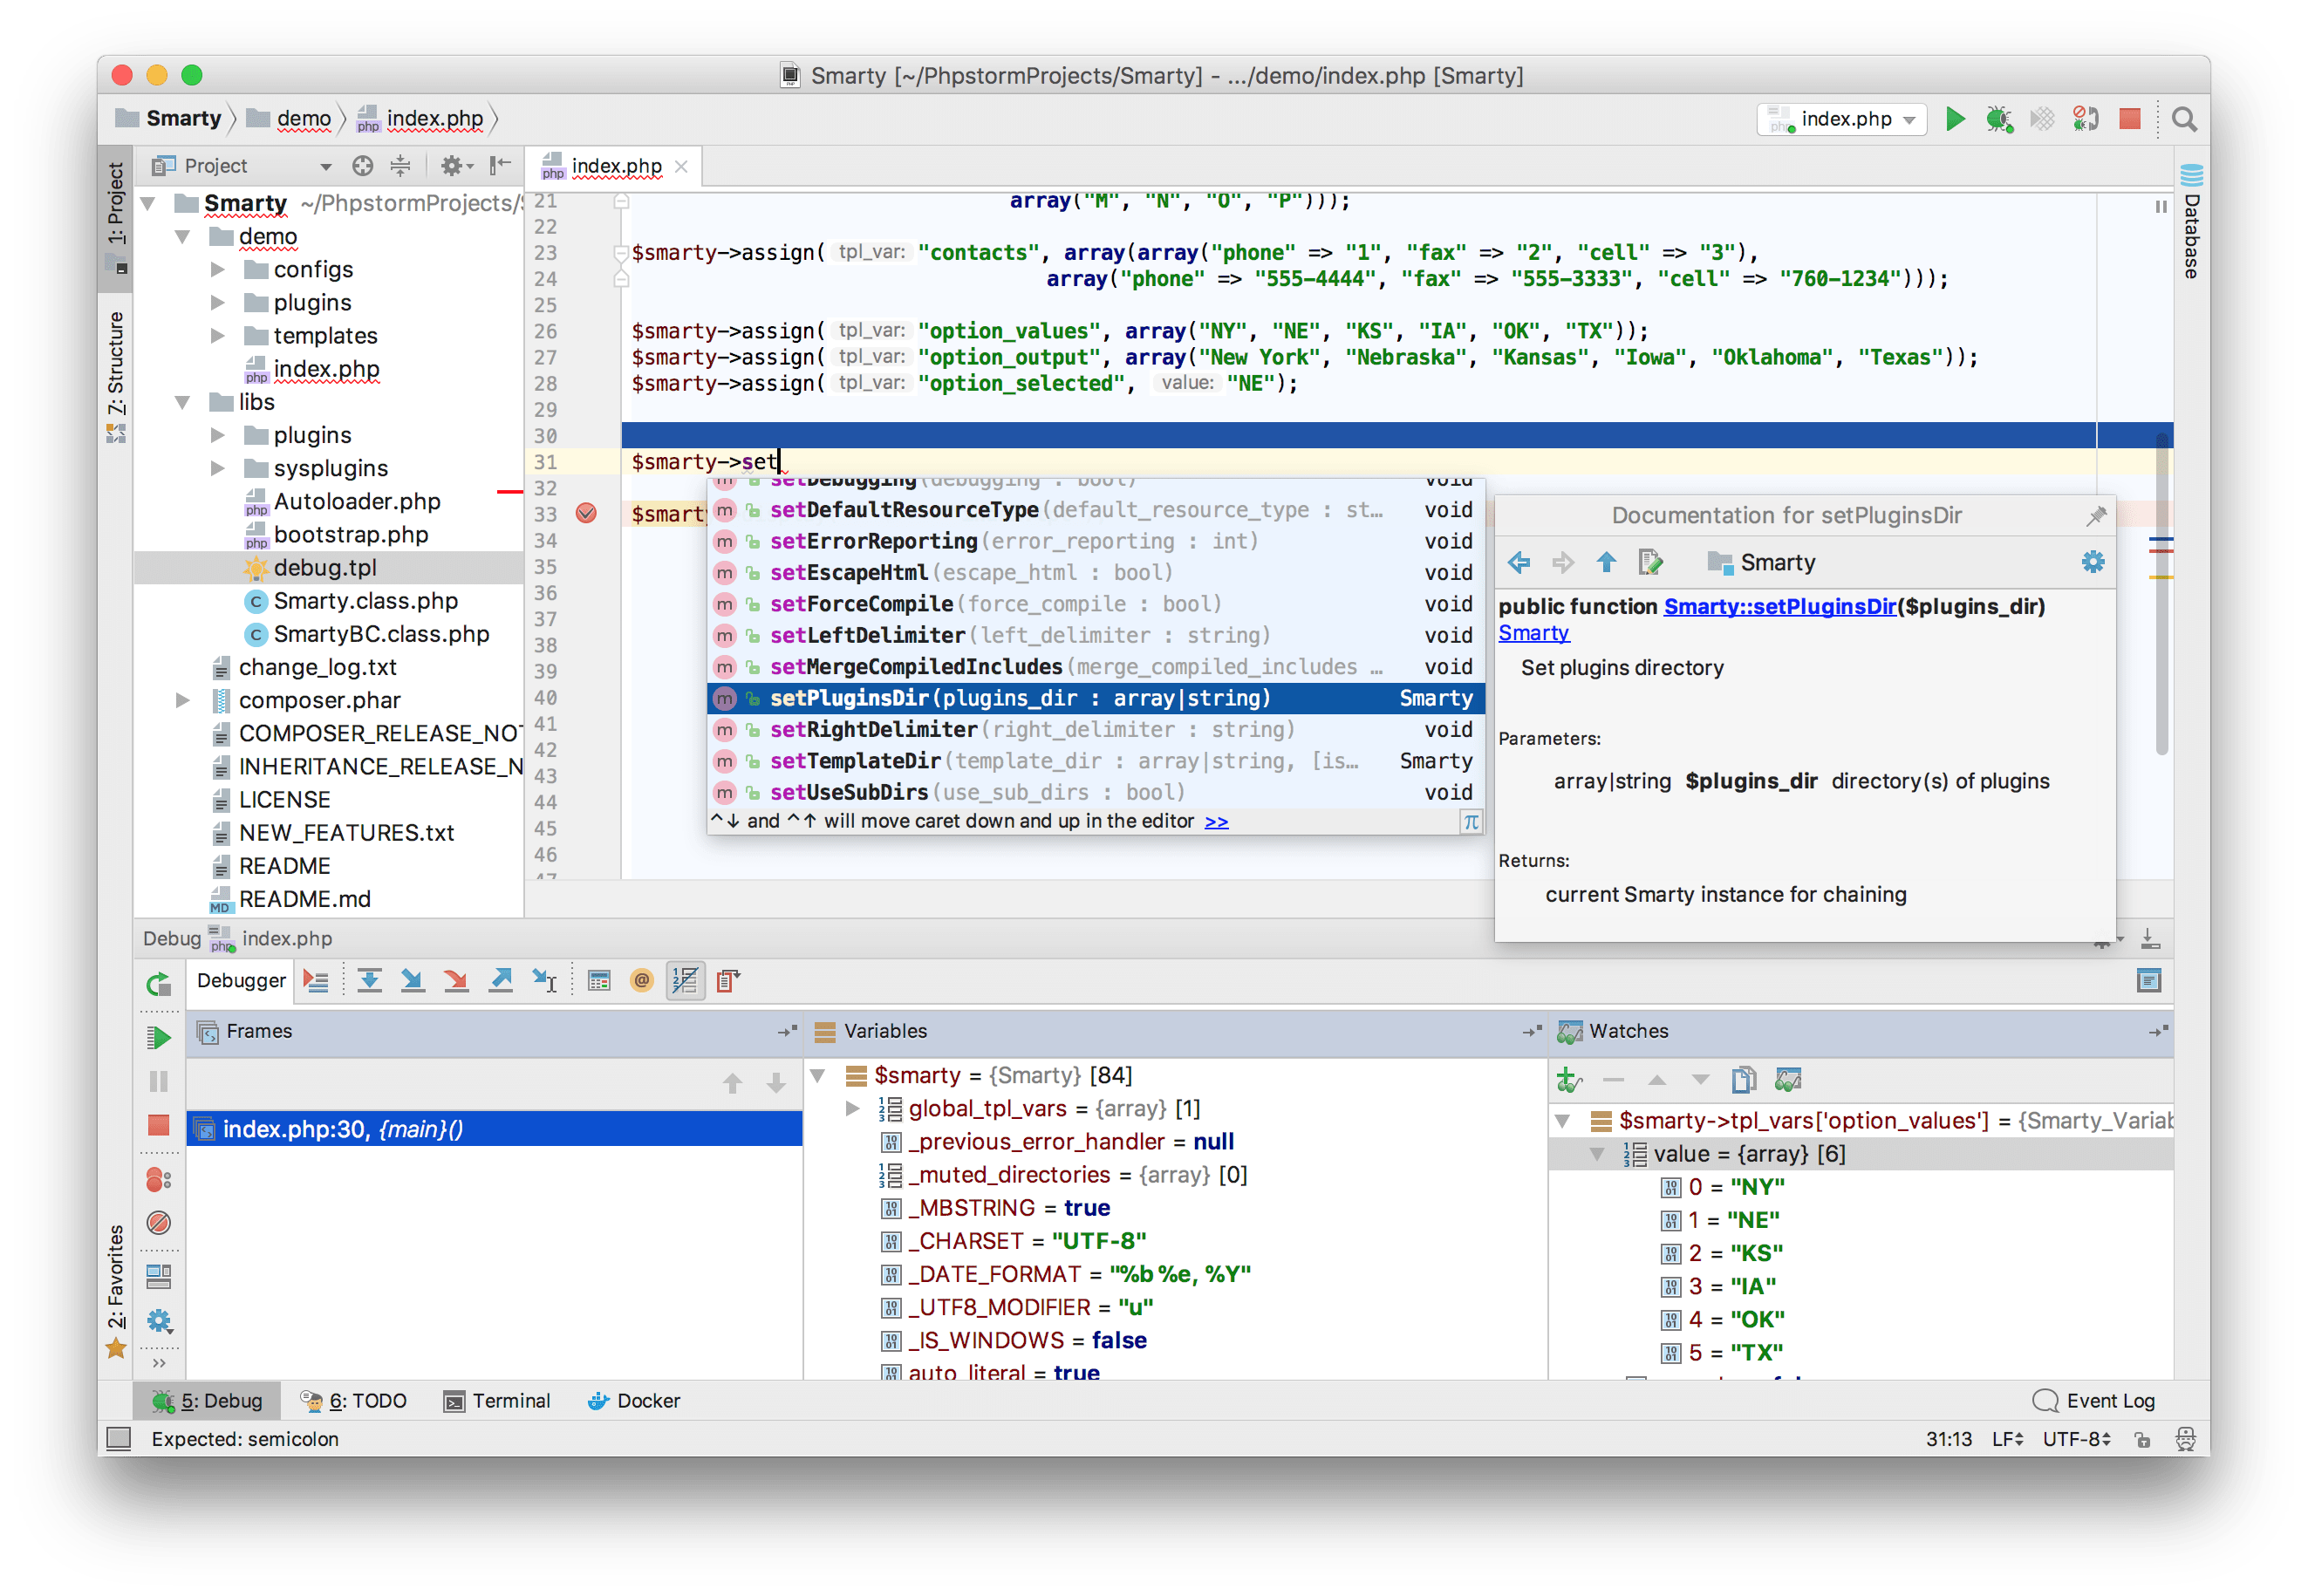 Smarty [~/PhpstormProjects/Smarty] - .../demo/index.php [Smarty]
Smarty demo index.php
index.php
1: Project
7: Structure
2: Favorites
Database
Project
Smarty ~/PhpstormProjects/
demo
configs
plugins
templates
index.php
libs
plugins
sysplugins
Autoloader.php
bootstrap.php
debug.tpl
Smarty.class.php
SmartyBC.class.php
change_log.txt
composer.phar
COMPOSER_RELEASE_NOT
INHERITANCE_RELEASE_N
LICENSE
NEW_FEATURES.txt
README
README.md
index.php
21 array("M", "N", "O", "P")));
22
23 $smarty->assign( tpl_var: "contacts", array(array("phone" => "1", "fax" => "2", "cell" => "3"),
24 array("phone" => "555-4444", "fax" => "555-3333", "cell" => "760-1234")));
25
26 $smarty->assign( tpl_var: "option_values", array("NY", "NE", "KS", "IA", "OK", "TX"));
27 $smarty->assign( tpl_var: "option_output", array("New York", "Nebraska", "Kansas", "Iowa", "Oklahoma", "Texas"));
28 $smarty->assign( tpl_var: "option_selected", value: "NE");
29
30
31 $smarty->set
32
33 $smarty
34
35
36
37
38
39
40
41
42
43
44
45
46
47
setDebugging(debugging : bool) void
setDefaultResourceType(default_resource_type : st… void
setErrorReporting(error_reporting : int) void
setEscapeHtml(escape_html : bool) void
setForceCompile(force_compile : bool) void
setLeftDelimiter(left_delimiter : string) void
setMergeCompiledIncludes(merge_compiled_includes … void
setPluginsDir(plugins_dir : array|string) Smarty
setRightDelimiter(right_delimiter : string) void
setTemplateDir(template_dir : array|string, [is… Smarty
setUseSubDirs(use_sub_dirs : bool) void
^↓ and ^↑ will move caret down and up in the editor >> π
Documentation for setPluginsDir
Smarty
public function Smarty::setPluginsDir($plugins_dir)
Smarty
Set plugins directory
Parameters:
array|string $plugins_dir directory(s) of plugins
Returns:
current Smarty instance for chaining
Debug index.php
Debugger
Frames
index.php:30, {main}()
Variables
$smarty = {Smarty} [84]
global_tpl_vars = {array} [1]
_previous_error_handler = null
_muted_directories = {array} [0]
_MBSTRING = true
_CHARSET = "UTF-8"
_DATE_FORMAT = "%b %e, %Y"
_UTF8_MODIFIER = "u"
_IS_WINDOWS = false
auto_literal = true
Watches
$smarty->tpl_vars['option_values'] = {Smarty_Variab
value = {array} [6]
0 = "NY"
1 = "NE"
2 = "KS"
3 = "IA"
4 = "OK"
5 = "TX"
5: Debug 6: TODO Terminal Docker Event Log
Expected: semicolon 31:13 LF UTF-8